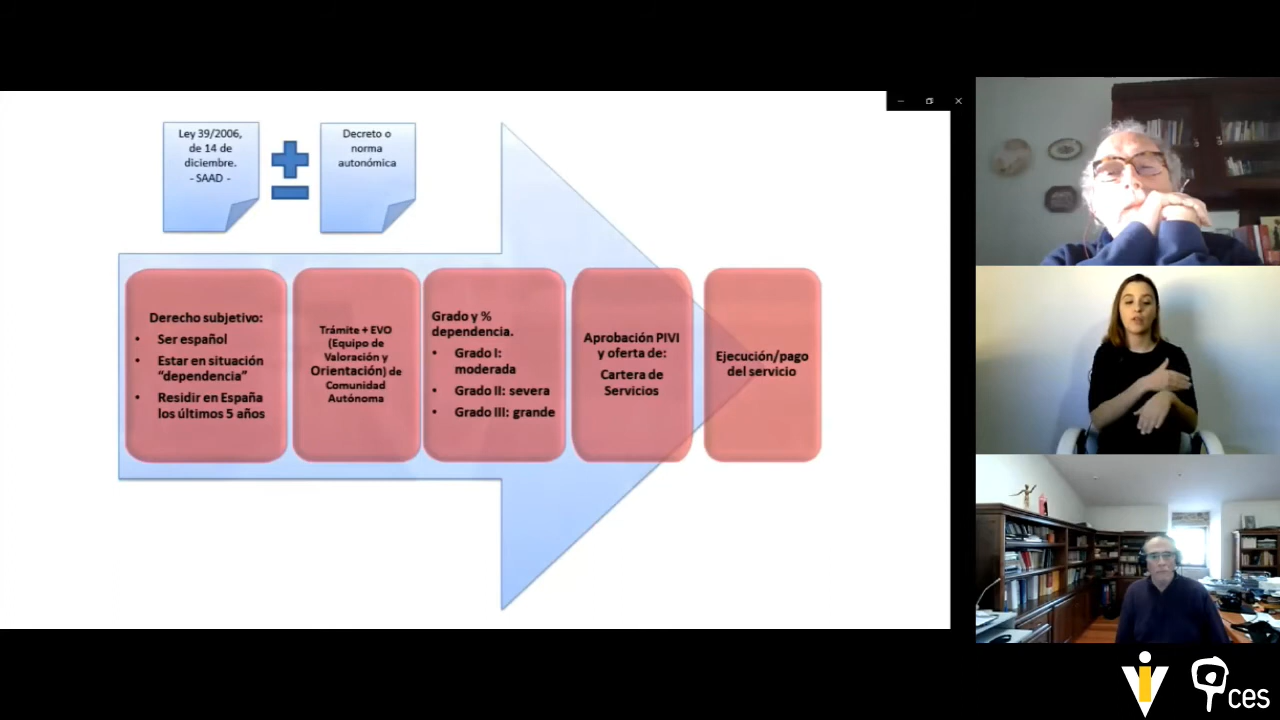 Ley 39/2006,
de 14 de
diciembre.
- SAAD -
Decreto o
norma
autonómica
Derecho subjetivo:
• Ser español
• Estar en situación
“dependencia”
• Residir en España
los últimos 5 años
Trámite + EVO
(Equipo de
Valoración y
Orientación) de
Comunidad
Autónoma
Grado y %
dependencia.
• Grado I:
moderada
• Grado II: severa
• Grado III: grande
Aprobación PIVI
y oferta de:
Cartera de
Servicios
Ejecución/pago
del servicio
ces